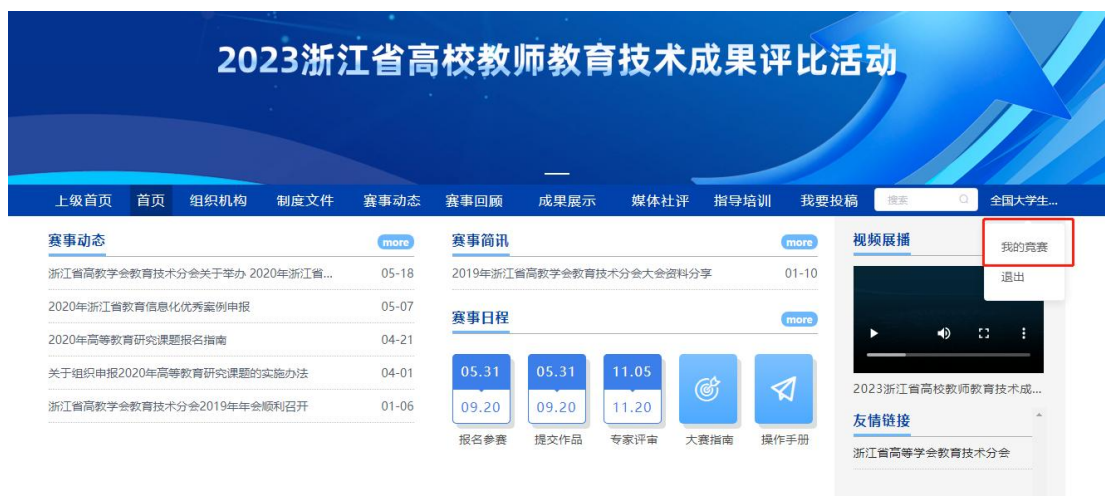 2023浙江省高校教师教育技术成果评比活动
上级首页 首页 组织机构 制度文件 赛事动态 赛事回顾 成果展示 媒体社评 指导培训 我要投稿 搜索 全国大学生...
我的竞赛
退出
赛事动态 more
浙江省高教学会教育技术分会关于举办 2020年浙江省... 05-18
2020年浙江省教育信息化优秀案例申报 05-07
2020年高等教育研究课题报名指南 04-21
关于组织申报2020年高等教育研究课题的实施办法 04-01
浙江省高教学会教育技术分会2019年年会顺利召开 01-06
赛事简讯 more
2019年浙江省高教学会教育技术分会大会资料分享 01-10
赛事日程 more
05.31 05.31 11.05
09.20 09.20 11.20
报名参赛 提交作品 专家评审 大赛指南 操作手册
视频展播
2023浙江省高校教师教育技术成...
友情链接
浙江省高等学会教育技术分会